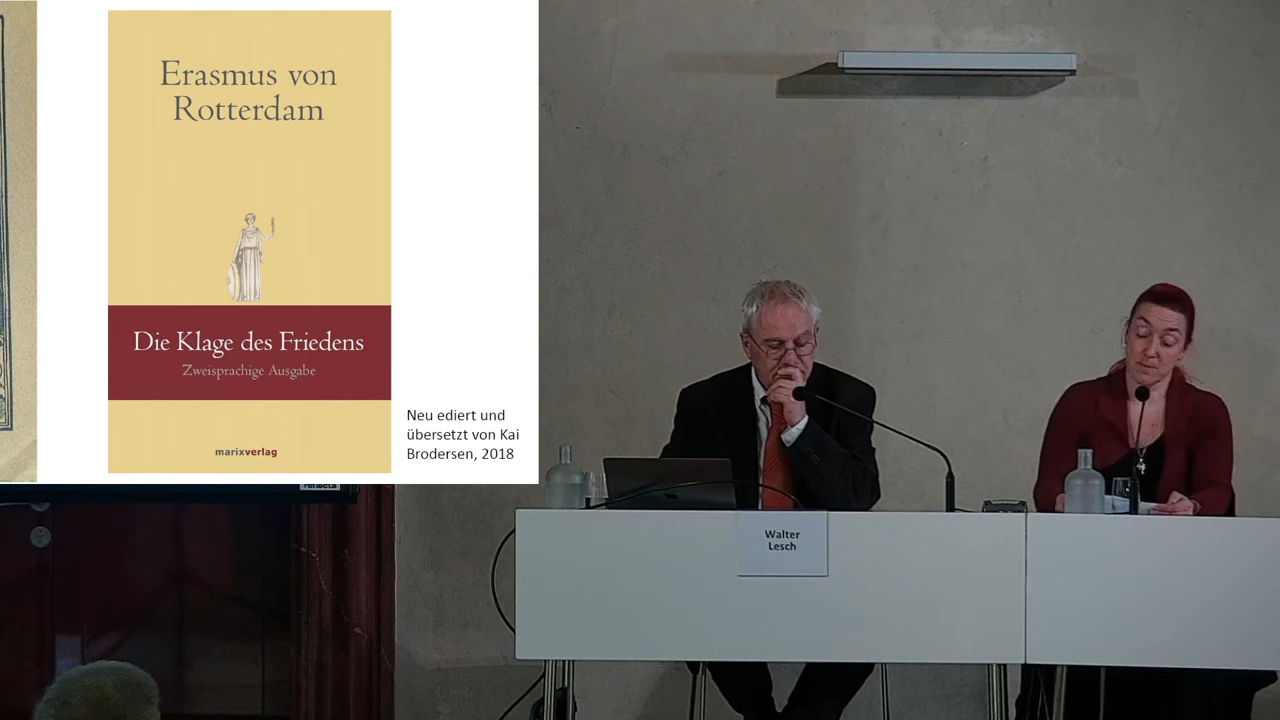 Erasmus von
Rotterdam
Die Klage des Friedens
Zweisprachige Ausgabe
marixverlag
Neu ediert und
übersetzt von Kai
Brodersen, 2018
reflecta
Walter
Lesch